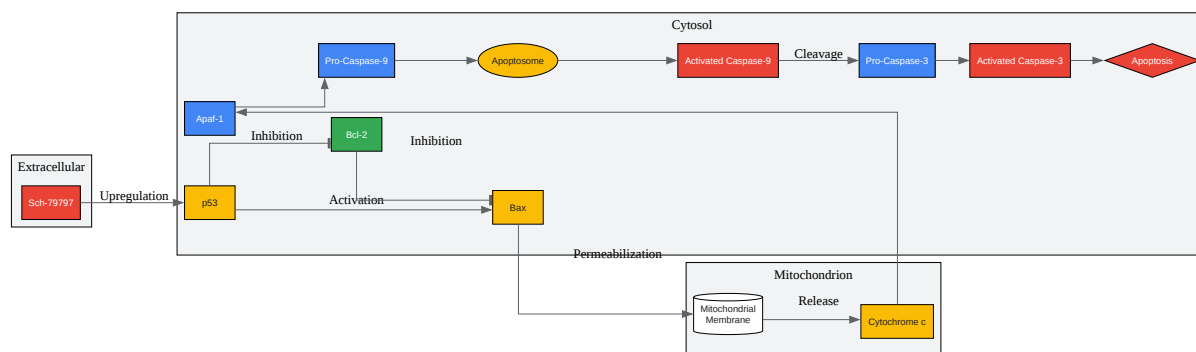 Cytosol
Pro-Caspase-9
Apoptosome
Activated Caspase-9
Cleavage
Pro-Caspase-3
Activated Caspase-3
Apoptosis
Apaf-1
Inhibition
Bcl-2
Inhibition
Extracellular
Sch-79797
Upregulation
p53
Activation
Bax
Permeabilization
Mitochondrion
Mitochondrial
Membrane
Release
Cytochrome c